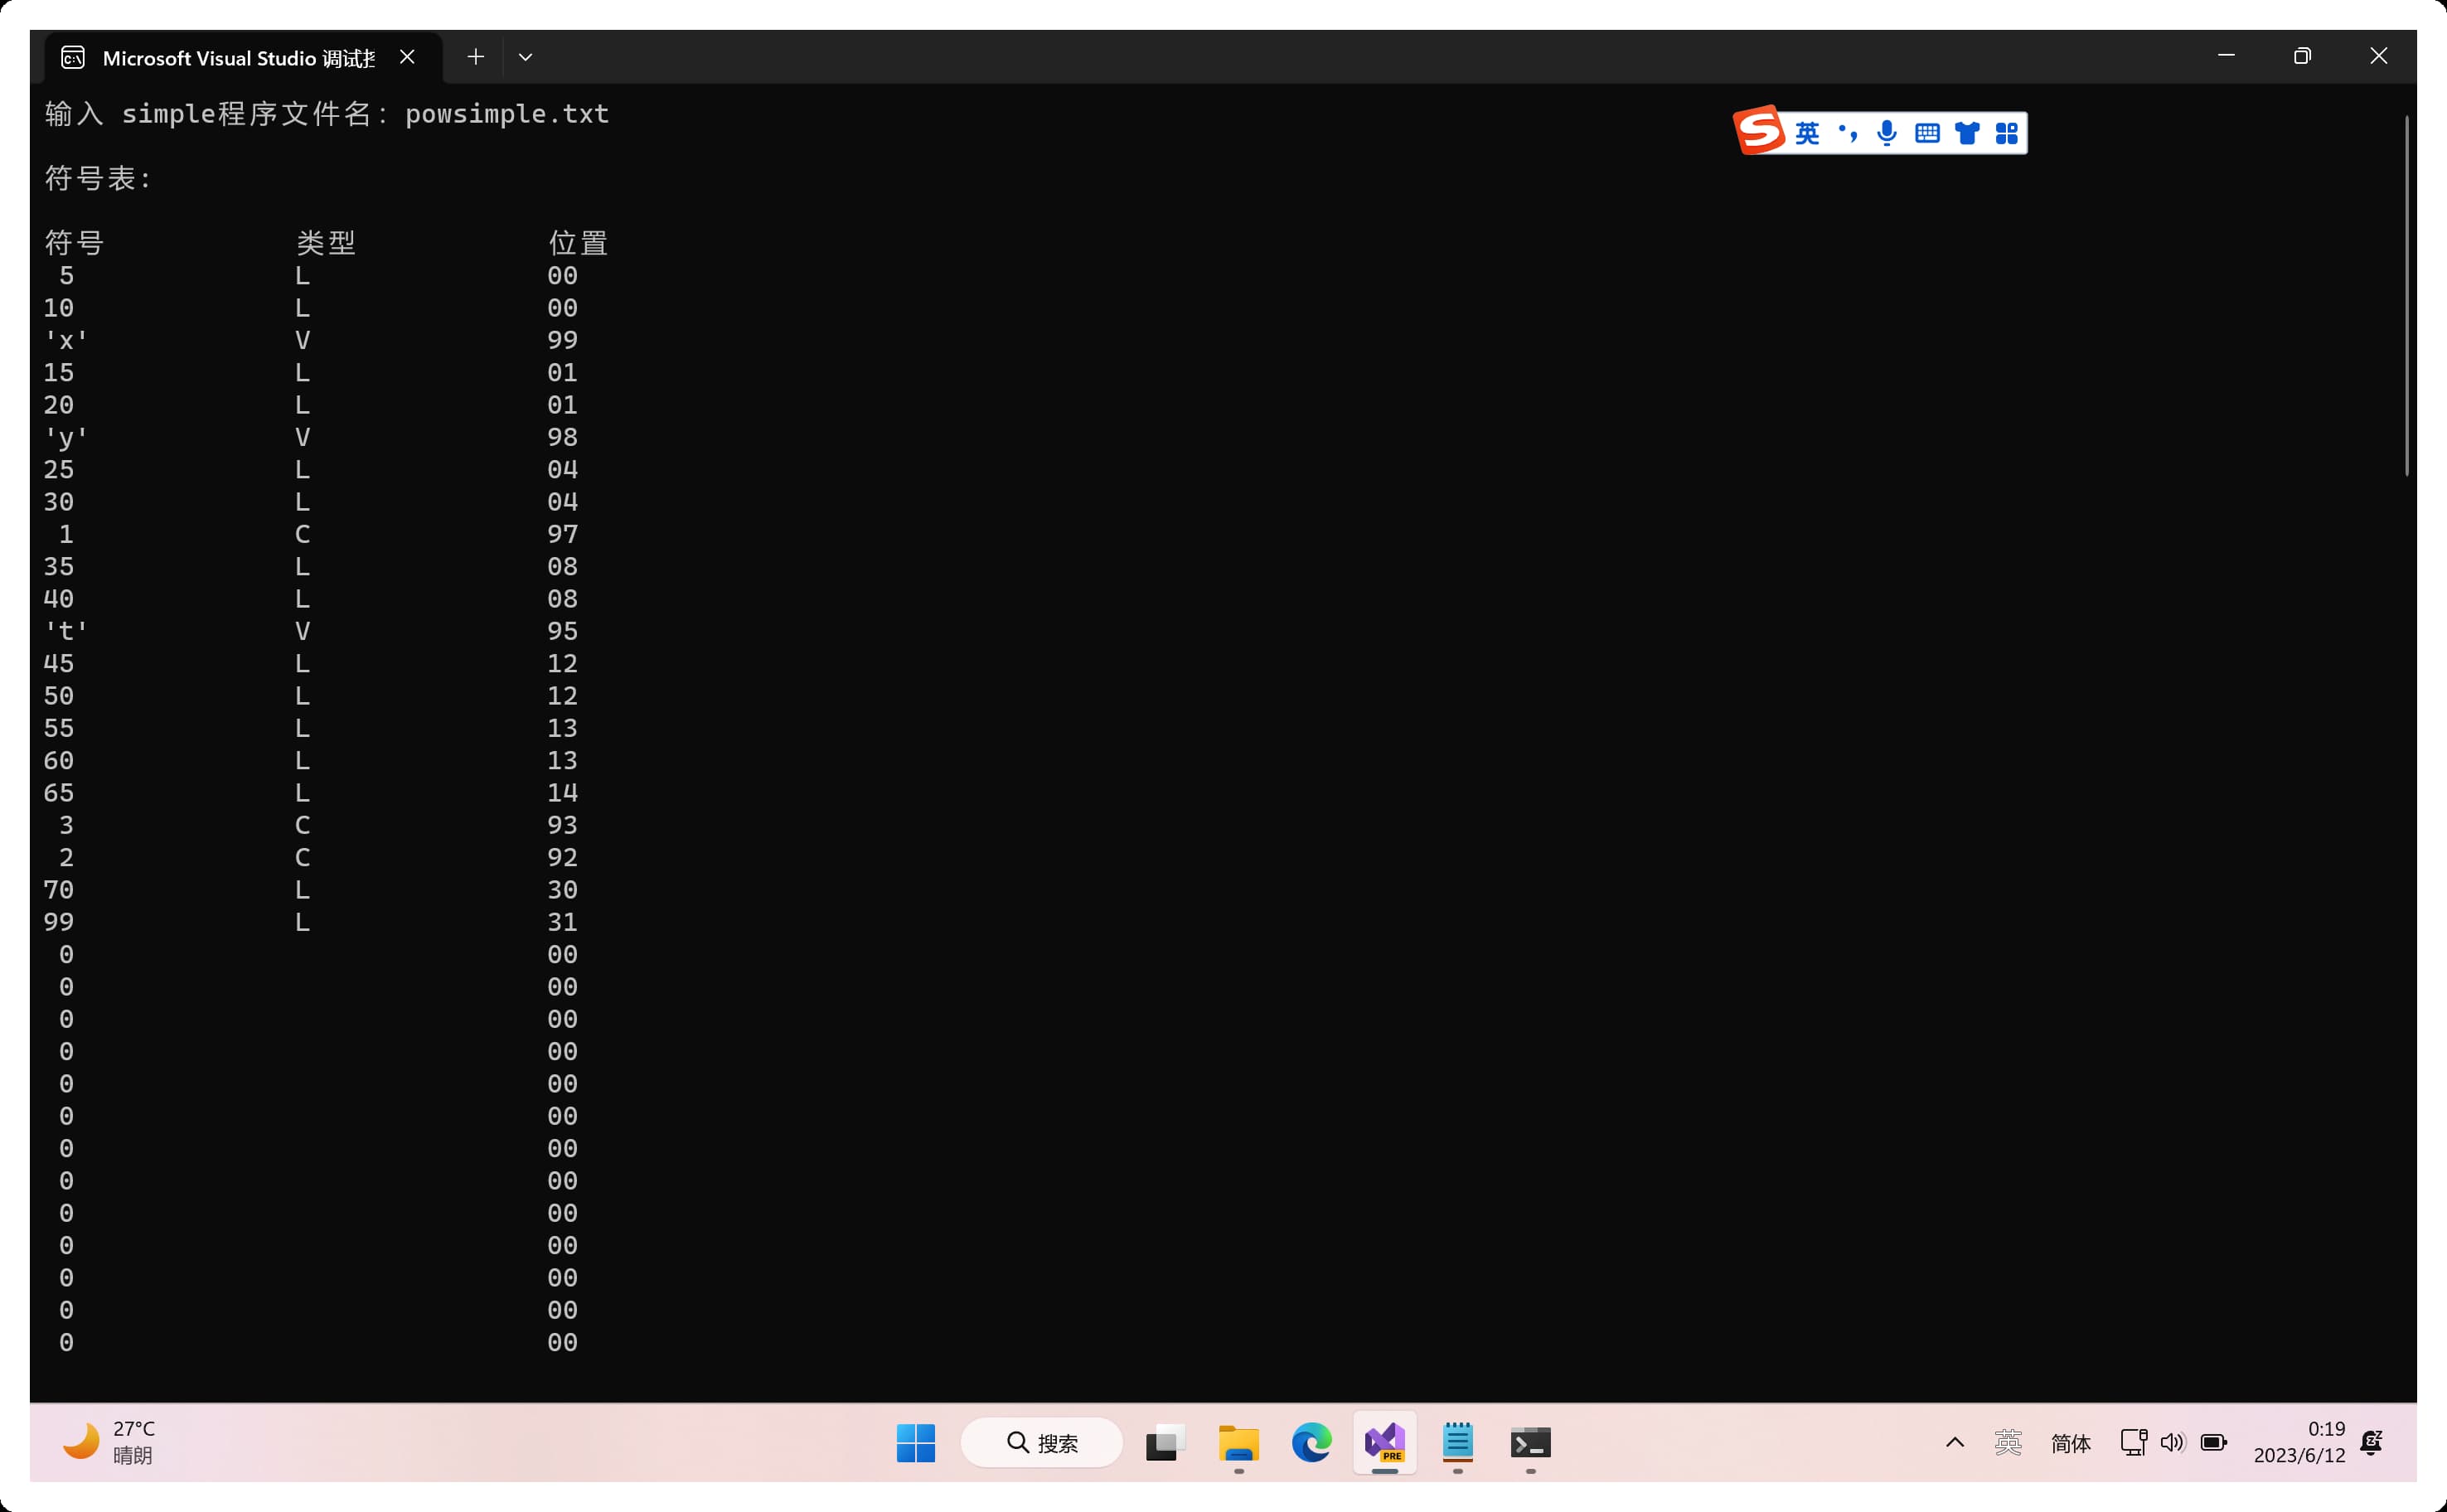 Microsoft Visual Studio 调试控
输入 simple程序文件名：powsimple.txt
英
符号表：
符号 类型 位置
5 L 00
10 L 00
'x' V 99
15 L 01
20 L 01
'y' V 98
25 L 04
30 L 04
1 C 97
35 L 08
40 L 08
't' V 95
45 L 12
50 L 12
55 L 13
60 L 13
65 L 14
3 C 93
2 C 92
70 L 30
99 L 31
0 00
0 00
0 00
0 00
0 00
0 00
0 00
0 00
0 00
0 00
0 00
0 00
0 00
27°C
晴朗
搜索
PRE
英
简体
0:19
2023/6/12